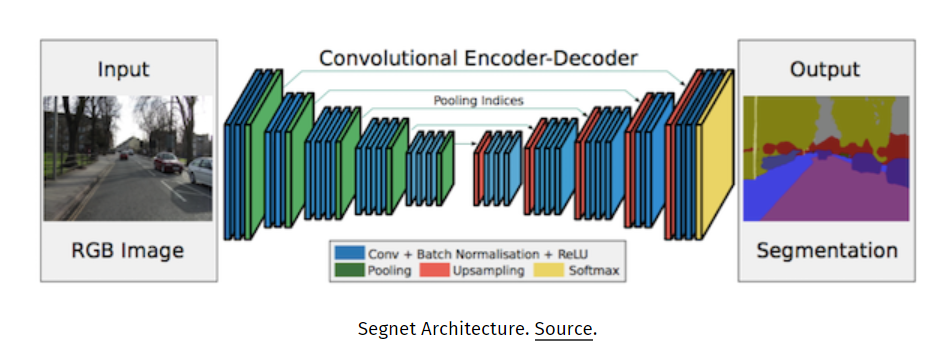 Convolutional Encoder-Decoder
Input
Output
Pooling Indices
RGB Image
Segmentation
Conv + Batch Normalisation + ReLU
Pooling Upsampling Softmax
Segnet Architecture. Source.